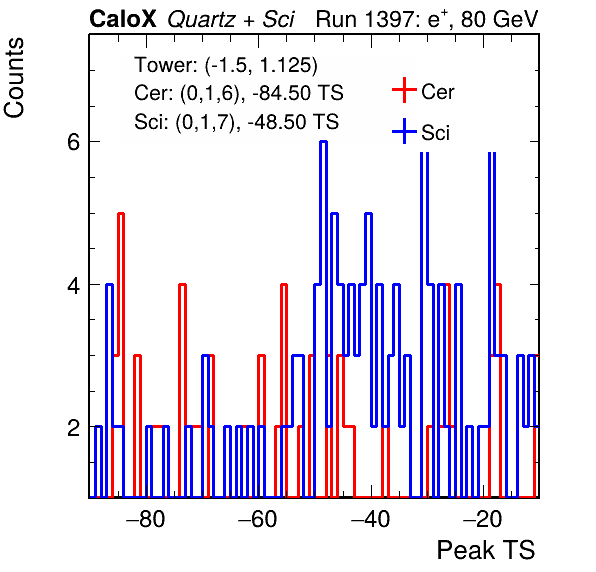 CaloX Quartz + Sci Run 1397: e⁺, 80 GeV
Tower: (-1.5, 1.125)
Cer: (0,1,6), -84.50 TS
Sci: (0,1,7), -48.50 TS
Cer
Sci
Counts
6
4
2
−80 −60 −40 −20
Peak TS